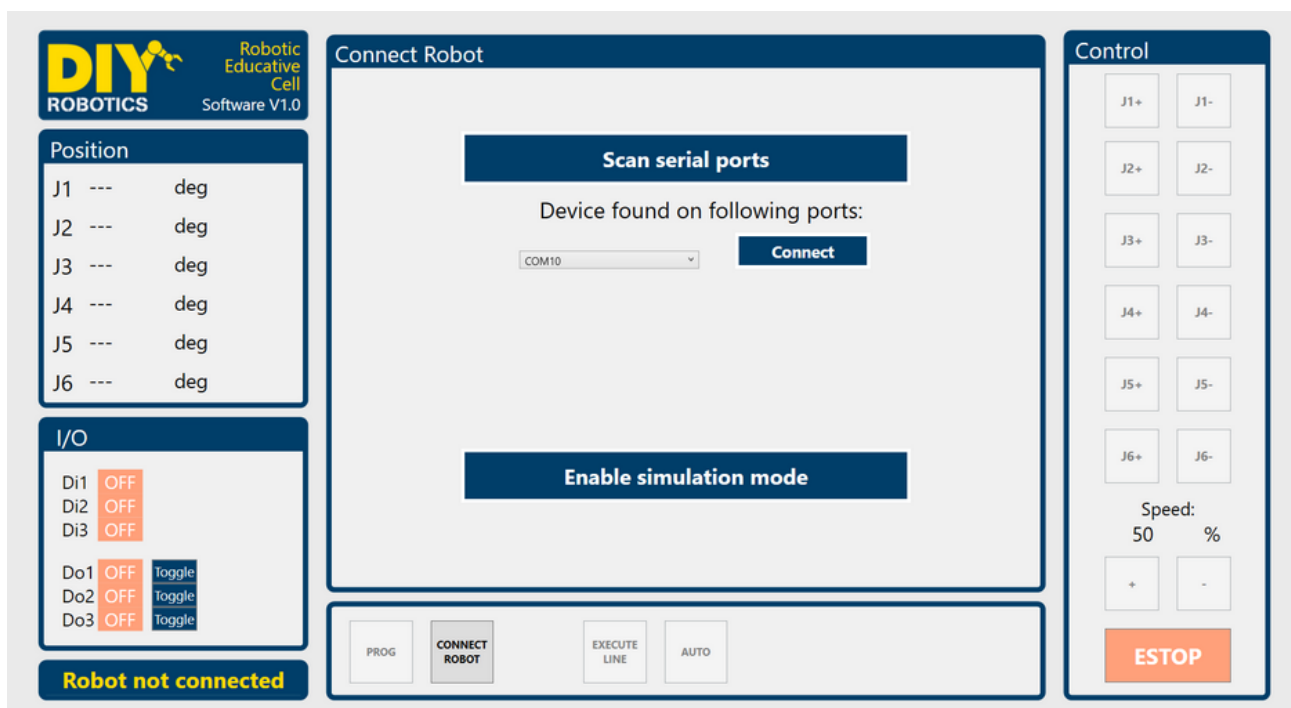 DIY
ROBOTICS
Robotic
Educative
Cell
Software V1.0
Position
J1 --- deg
J2 --- deg
J3 --- deg
J4 --- deg
J5 --- deg
J6 --- deg
I/O
Di1 OFF
Di2 OFF
Di3 OFF
Do1 OFF Toggle
Do2 OFF Toggle
Do3 OFF Toggle
Robot not connected
Connect Robot
Scan serial ports
Device found on following ports:
COM10 Connect
Enable simulation mode
PROG
CONNECT
ROBOT
EXECUTE
LINE
AUTO
Control
J1+ J1-
J2+ J2-
J3+ J3-
J4+ J4-
J5+ J5-
J6+ J6-
Speed:
50 %
+ -
ESTOP